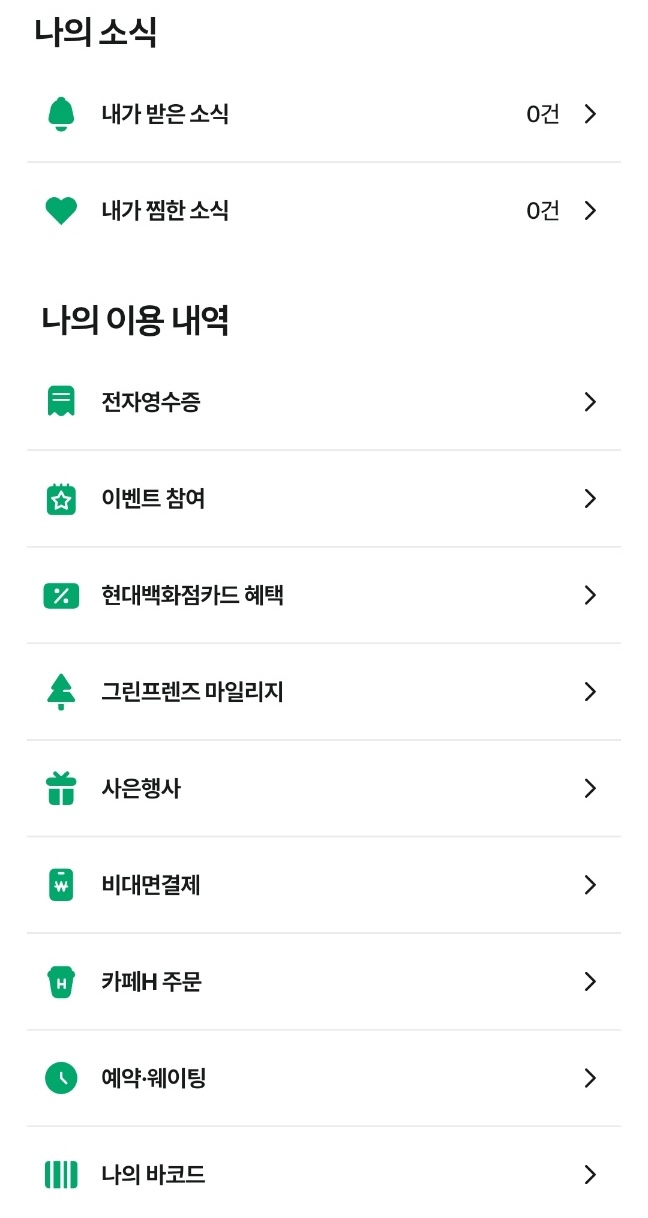 나의 소식
내가 받은 소식 0건
내가 찜한 소식 0건
나의 이용 내역
전자영수증
이벤트 참여
현대백화점카드 혜택
그린프렌즈 마일리지
사은행사
₩ 비대면결제
H 카페H 주문
예약·웨이팅
나의 바코드